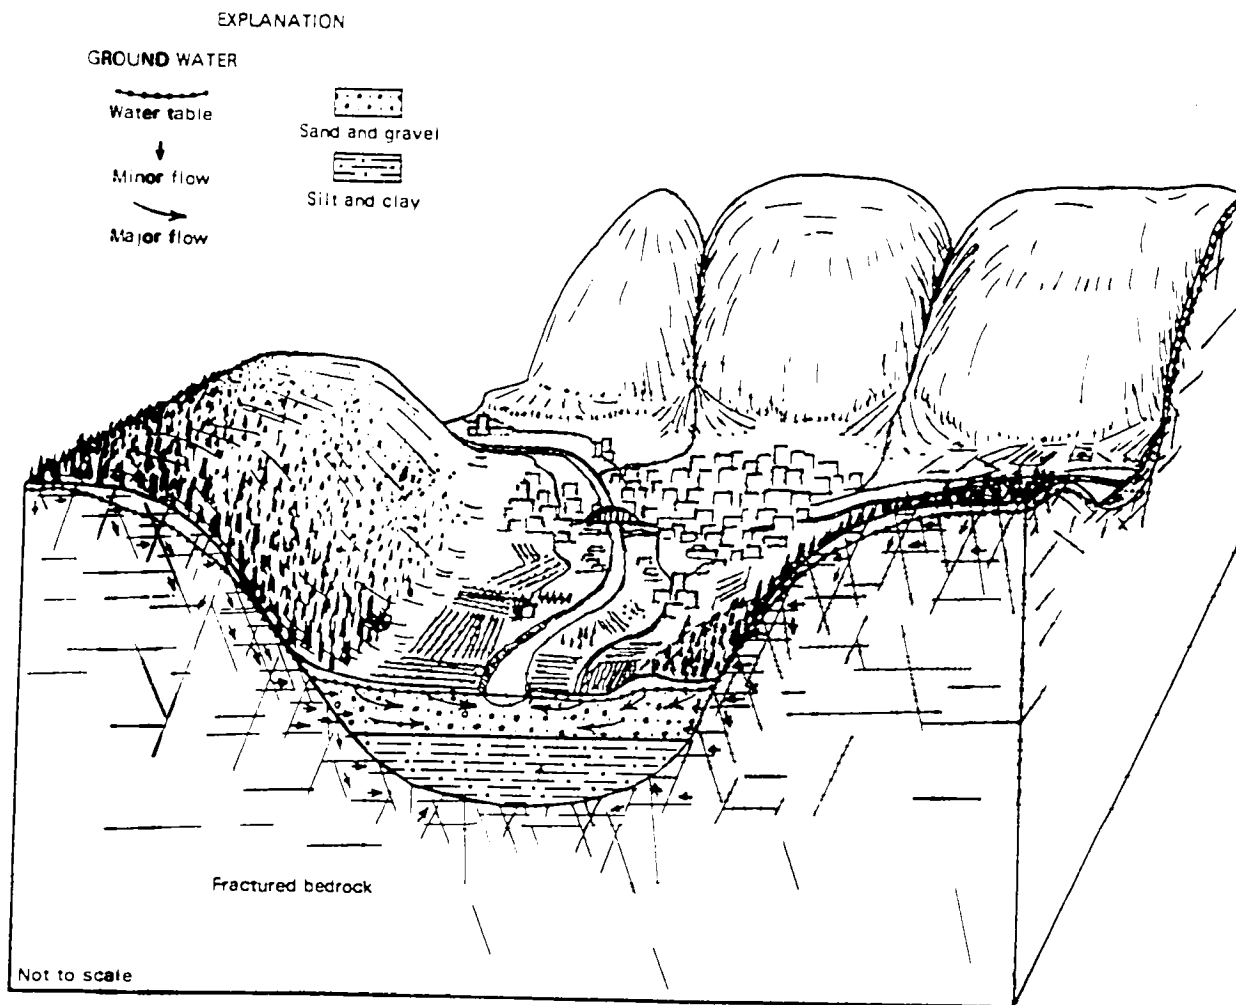 EXPLANATION
GROUND WATER
Water table
Minor flow
Major flow
Sand and gravel
Silt and clay
Fractured bedrock
Not to scale